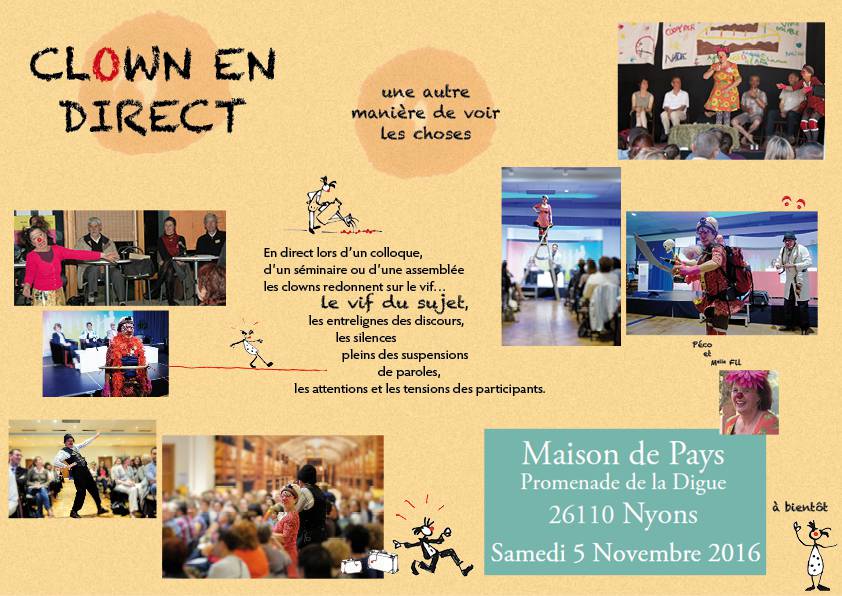 CLOWN EN
DIRECT
une autre
manière de voir
les choses
En direct lors d'un colloque,
d'un séminaire ou d'une assemblée
les clowns redonnent sur le vif...
le vif du sujet,
les entrelignes des discours,
les silences
pleins des suspensions
de paroles,
les attentions et les tensions des participants.
Péco
et
Melle FIL
Maison de Pays
Promenade de la Digue
26110 Nyons
Samedi 5 Novembre 2016
à bientôt